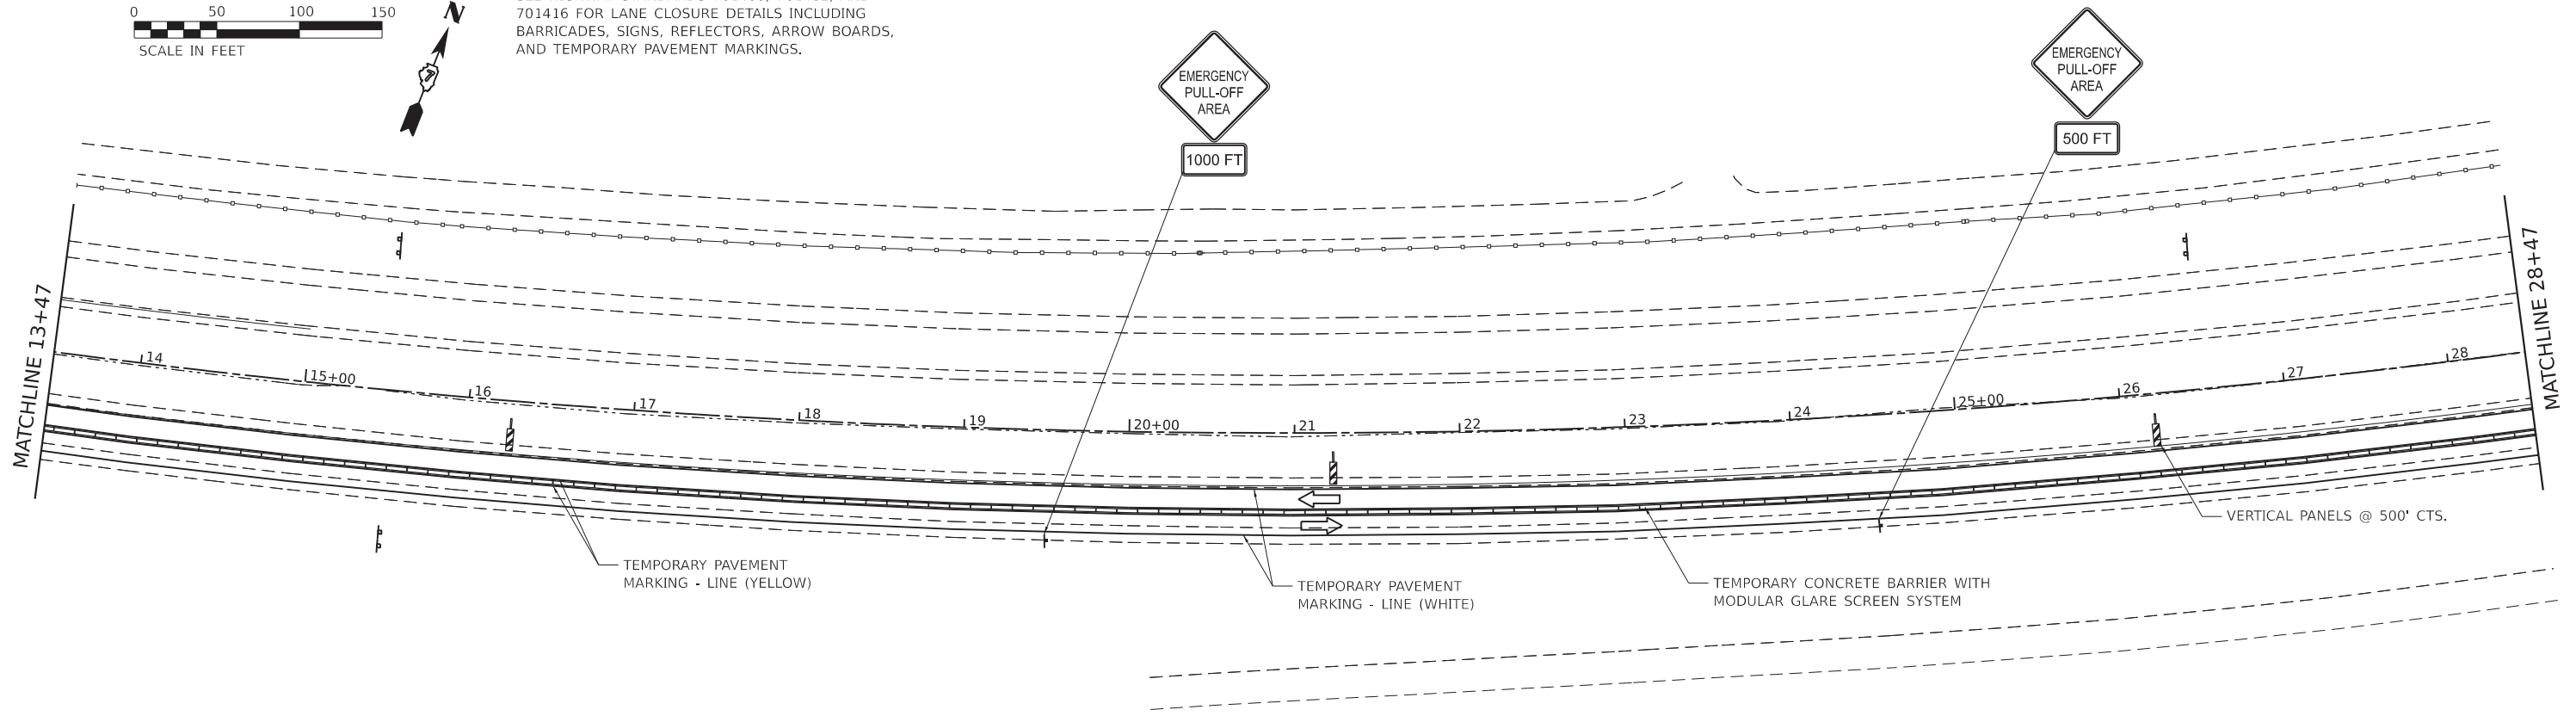 0 50 100 150
SCALE IN FEET
N
701416 FOR LANE CLOSURE DETAILS INCLUDING
BARRICADES, SIGNS, REFLECTORS, ARROW BOARDS,
AND TEMPORARY PAVEMENT MARKINGS.
EMERGENCY
PULL-OFF
AREA
1000 FT
EMERGENCY
PULL-OFF
AREA
500 FT
MATCHLINE 13+47
14
15+00
16
17
18
19
20+00
21
22
23
24
25+00
26
27
28
MATCHLINE 28+47
VERTICAL PANELS @ 500' CTS.
TEMPORARY PAVEMENT
MARKING - LINE (YELLOW)
TEMPORARY PAVEMENT
MARKING - LINE (WHITE)
TEMPORARY CONCRETE BARRIER WITH
MODULAR GLARE SCREEN SYSTEM